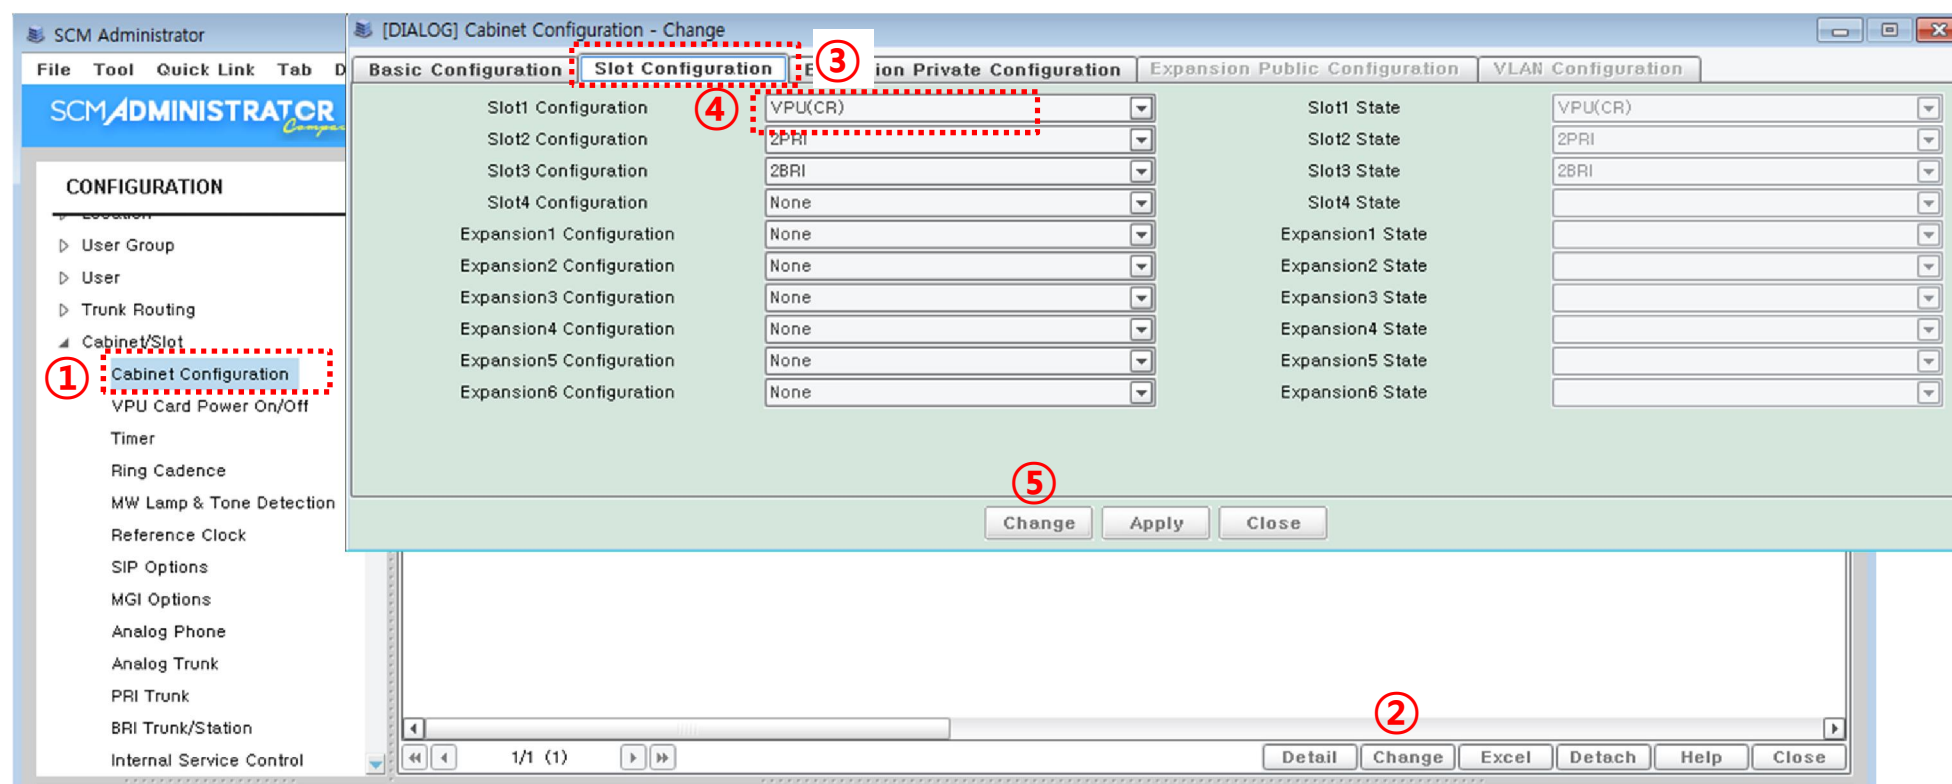 SCM Administrator
[DIALOG] Cabinet Configuration - Change
File Tool Quick Link Tab D
Basic Configuration Slot Configuration E ③ ion Private Configuration Expansion Public Configuration VLAN Configuration
SCM ADMINISTRATOR
④
Slot1 Configuration VPU(CR) Slot1 State VPU(CR)
Slot2 Configuration 2PRI Slot2 State 2PRI
Slot3 Configuration 2BRI Slot3 State 2BRI
Slot4 Configuration None Slot4 State
Expansion1 Configuration None Expansion1 State
Expansion2 Configuration None Expansion2 State
Expansion3 Configuration None Expansion3 State
Expansion4 Configuration None Expansion4 State
Expansion5 Configuration None Expansion5 State
Expansion6 Configuration None Expansion6 State
⑤
Change Apply Close
CONFIGURATION
Location
User Group
User
Trunk Routing
Cabinet/Slot
① Cabinet Configuration
VPU Card Power On/Off
Timer
Ring Cadence
MW Lamp & Tone Detection
Reference Clock
SIP Options
MGI Options
Analog Phone
Analog Trunk
PRI Trunk
BRI Trunk/Station
Internal Service Control
②
1/1 (1) Detail Change Excel Detach Help Close